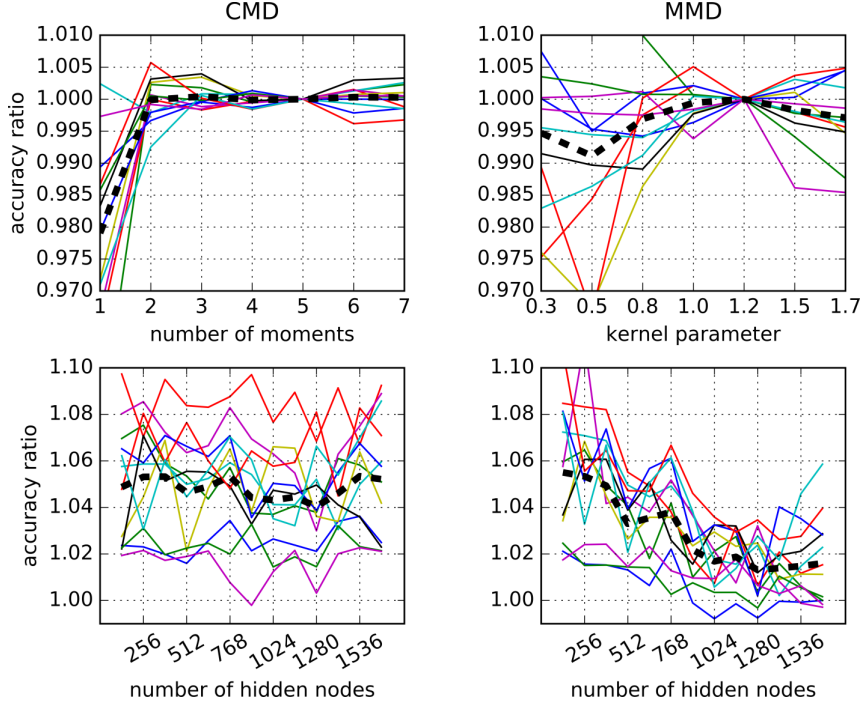 CMD
MMD
1.010
1.005
1.000
0.995
0.990
0.985
0.980
0.975
0.970
accuracy ratio
1 2 3 4 5 6 7
number of moments
1.010
1.005
1.000
0.995
0.990
0.985
0.980
0.975
0.970
0.3 0.5 0.8 1.0 1.2 1.5 1.7
kernel parameter
1.10
1.08
1.06
1.04
1.02
1.00
accuracy ratio
256 512 768 1024 1280 1536
number of hidden nodes
1.10
1.08
1.06
1.04
1.02
1.00
256 512 768 1024 1280 1536
number of hidden nodes